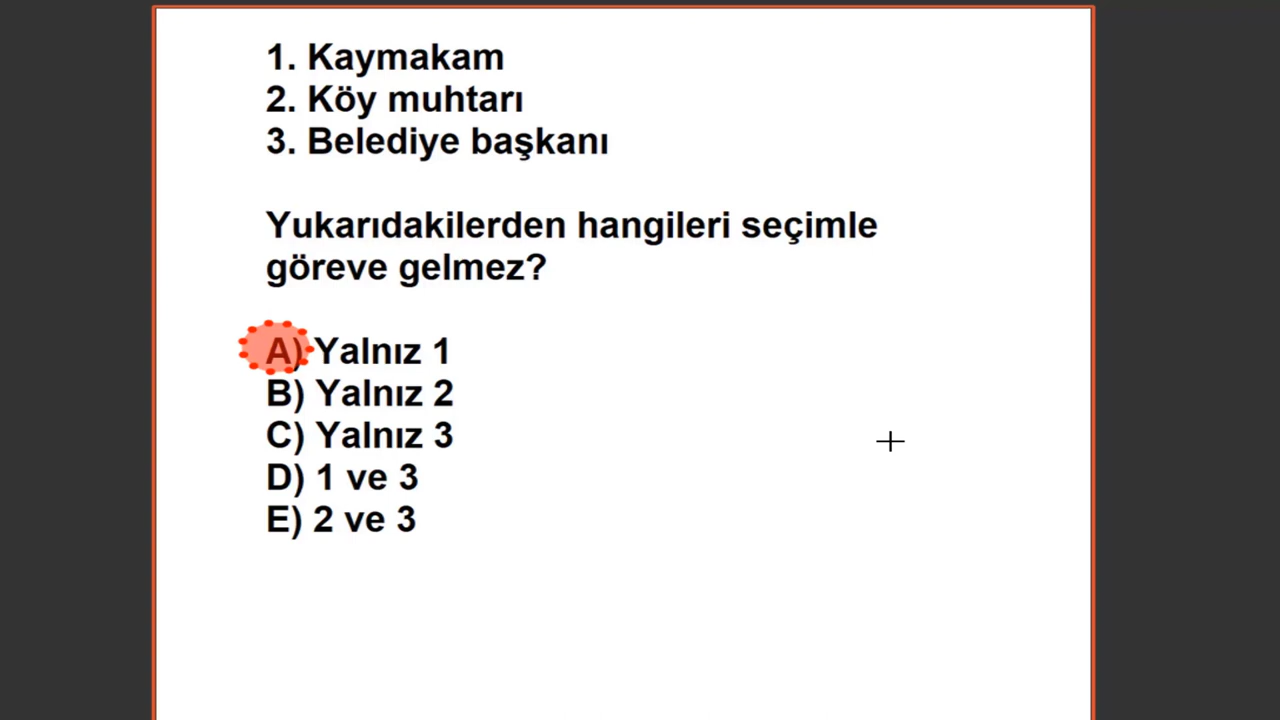 1. Kaymakam
2. Köy muhtarı
3. Belediye başkanı
Yukarıdakilerden hangileri seçimle
göreve gelmez?
A) Yalnız 1
B) Yalnız 2
C) Yalnız 3
D) 1 ve 3
E) 2 ve 3